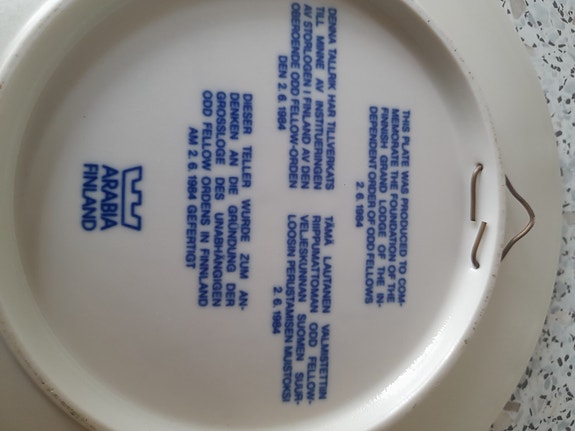 THIS PLATE WAS PRODUCED TO COM-
MEMORATE THE FOUNDATION OF THE
FINNISH GRAND LODGE OF THE IN-
DEPENDENT ORDER OF ODD FELLOWS
2.6.1984
DENNA TALLRIK HAR TILLVERKATS
TILL MINNE AV INSTITUERINGEN
AV STORLOGEN I FINLAND AV DEN
OBEROENDE ODD FELLOW-ORDEN
DEN 2.6.1984
TÄMÄ LAUTANEN VALMISTETTIIN
RIIPPUMATTOMAN ODD FELLOW-
VELJESKUNNAN SUOMEN SUUR-
LOOSIN PERUSTAMISEN MUISTOKSI
2.6.1984
DIESER TELLER WURDE ZUM AN-
DENKEN AN DIE GRÜNDUNG DER
GROSSLOGE DES UNABHÄNGIGEN
ODD FELLOW ORDENS IN FINNLAND
AM 2.6.1984 GEFERTIGT
ARABIA
FINLAND